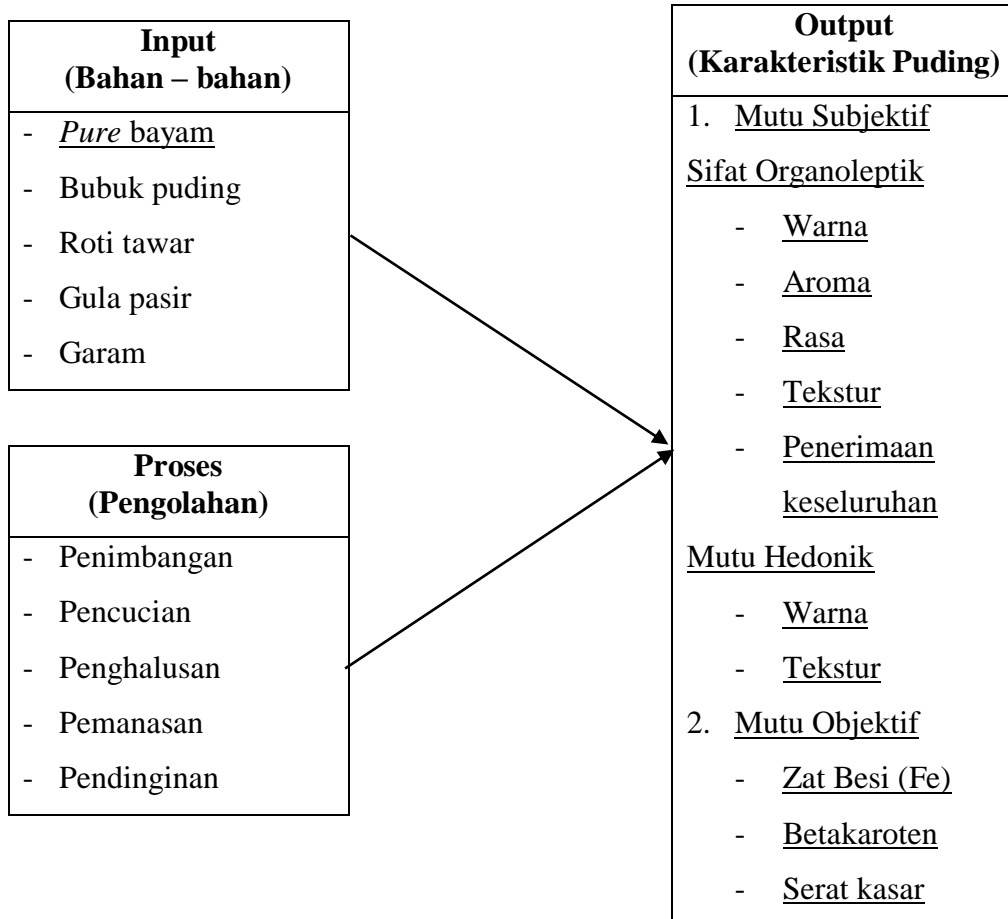 Input
(Bahan – bahan)
- Pure bayam
- Bubuk puding
- Roti tawar
- Gula pasir
- Garam
Proses
(Pengolahan)
- Penimbangan
- Pencucian
- Penghalusan
- Pemanasan
- Pendinginan
Output
(Karakteristik Puding)
1. Mutu Subjektif
Sifat Organoleptik
- Warna
- Aroma
- Rasa
- Tekstur
- Penerimaan
keseluruhan
Mutu Hedonik
- Warna
- Tekstur
2. Mutu Objektif
- Zat Besi (Fe)
- Betakaroten
- Serat kasar